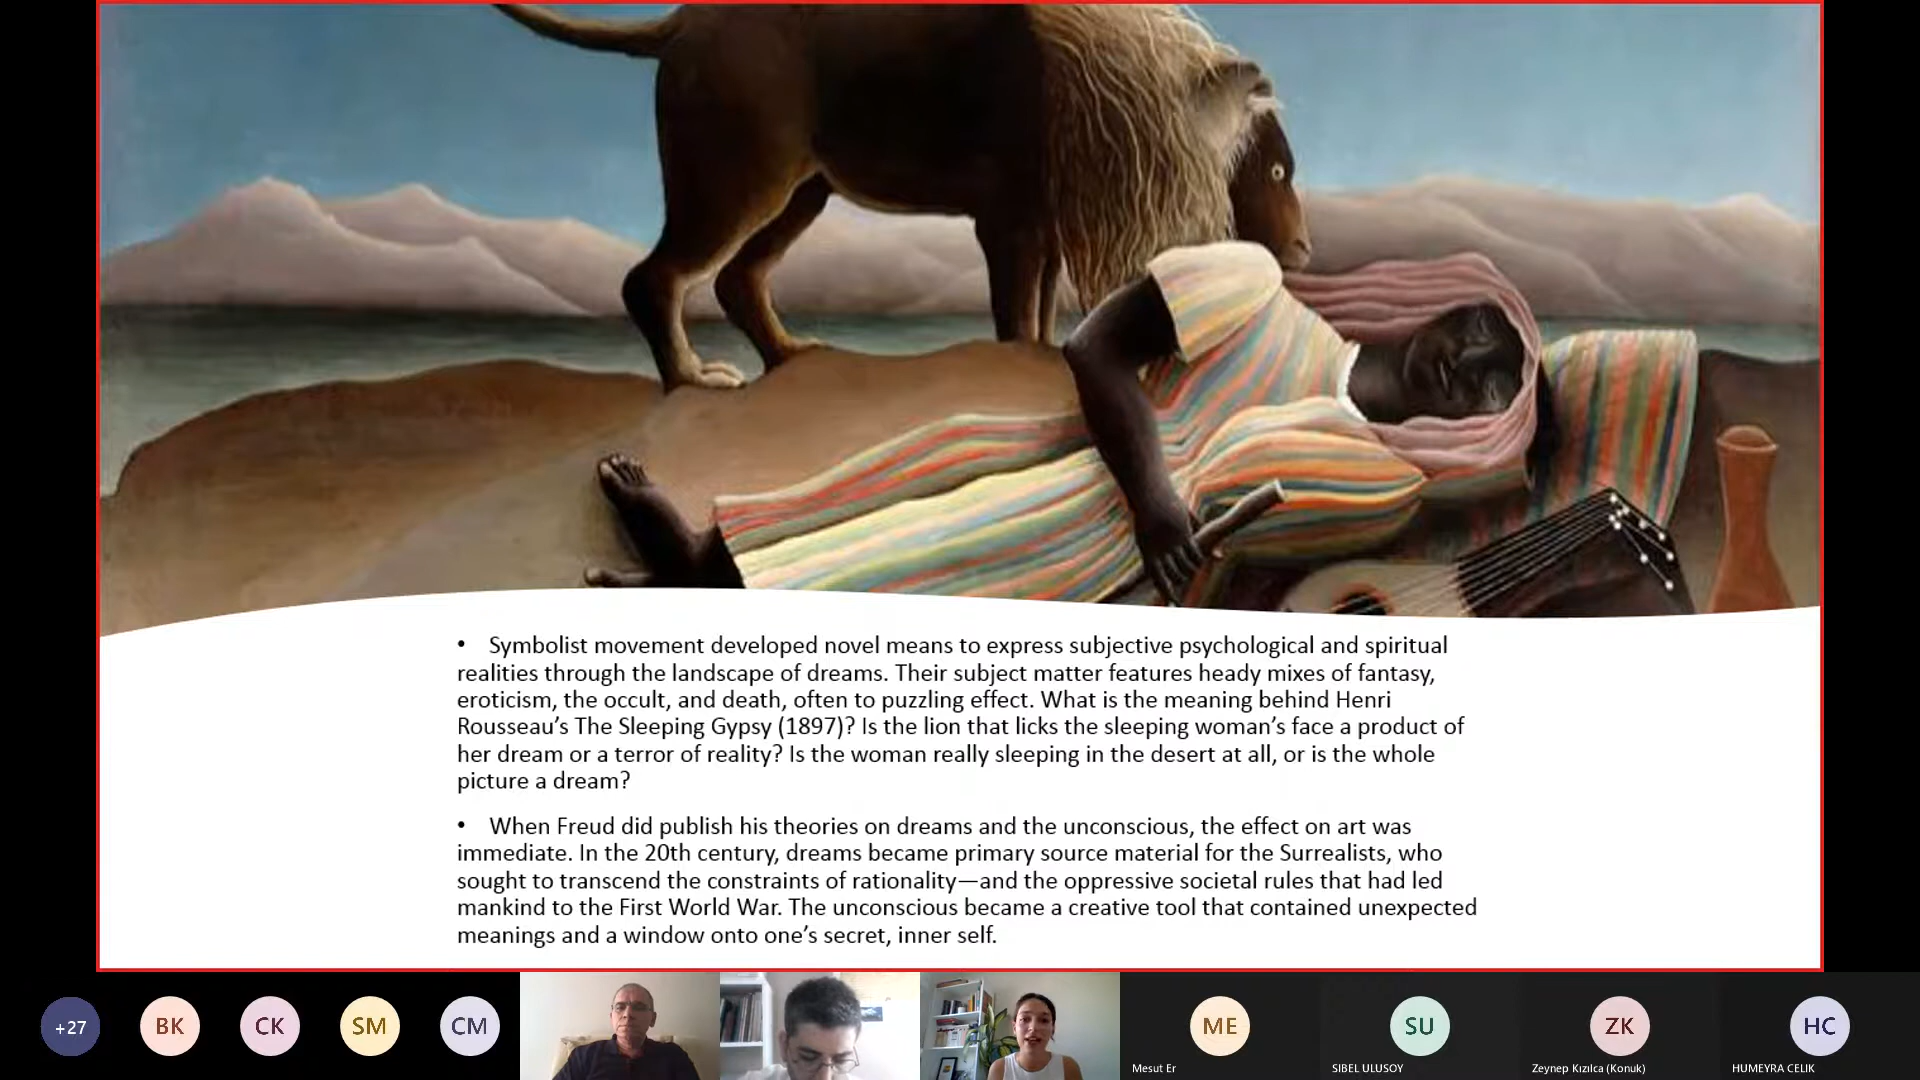 • Symbolist movement developed novel means to express subjective psychological and spiritual
realities through the landscape of dreams. Their subject matter features heady mixes of fantasy,
eroticism, the occult, and death, often to puzzling effect. What is the meaning behind Henri
Rousseau’s The Sleeping Gypsy (1897)? Is the lion that licks the sleeping woman’s face a product of
her dream or a terror of reality? Is the woman really sleeping in the desert at all, or is the whole
picture a dream?
• When Freud did publish his theories on dreams and the unconscious, the effect on art was
immediate. In the 20th century, dreams became primary source material for the Surrealists, who
sought to transcend the constraints of rationality—and the oppressive societal rules that had led
mankind to the First World War. The unconscious became a creative tool that contained unexpected
meanings and a window onto one’s secret, inner self.
+27
BK
CK
SM
CM
ME
SU
ZK
HC
Mesut Er
SIBEL ULUSOY
Zeynep Kızılca (Konuk)
HUMEYRA CELIK